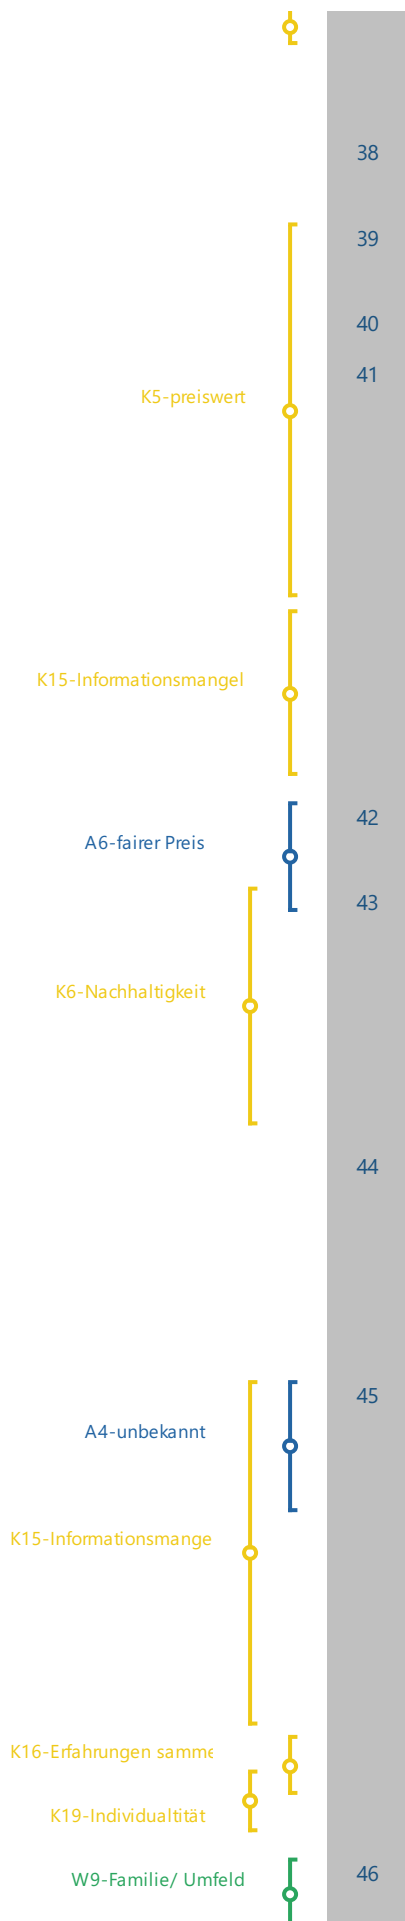 38
39
40
41
K5-preiswert
K15-Informationsmangel
42
A6-fairer Preis
43
K6-Nachhaltigkeit
44
45
A4-unbekannt
K15-Informationsmange
K16-Erfahrungen samme
K19-Individualtität
W9-Familie/ Umfeld
46